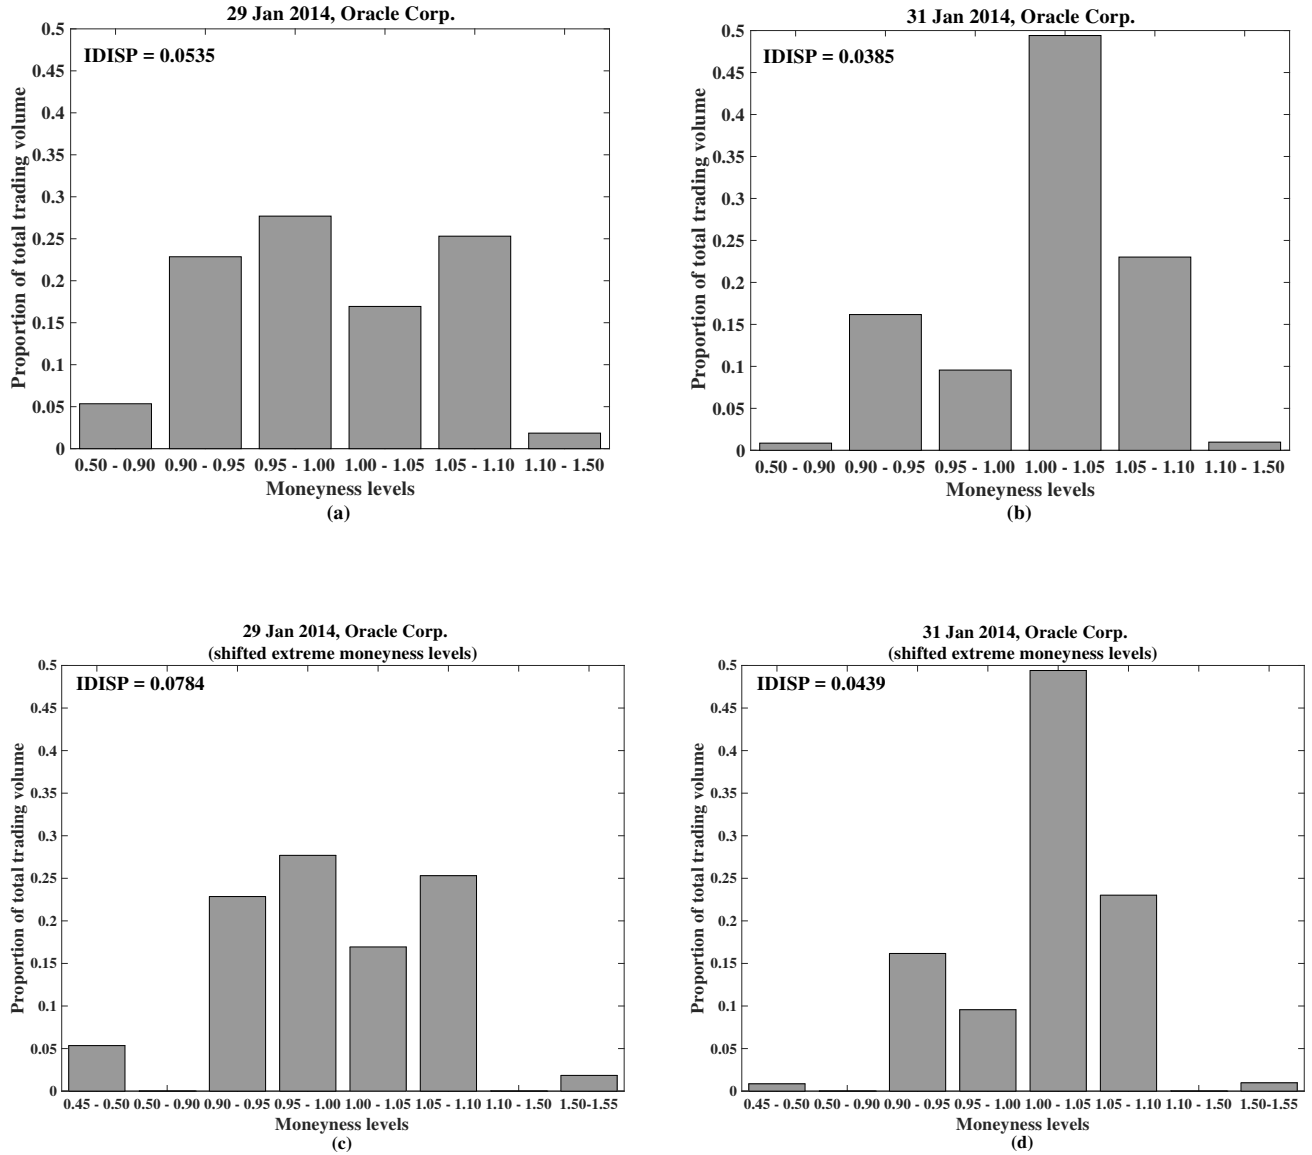 29 Jan 2014, Oracle Corp.
IDISP = 0.0535
Proportion of total trading volume
0.5
0.45
0.4
0.35
0.3
0.25
0.2
0.15
0.1
0.05
0
0.50 - 0.90 0.90 - 0.95 0.95 - 1.00 1.00 - 1.05 1.05 - 1.10 1.10 - 1.50
Moneyness levels
(a)
31 Jan 2014, Oracle Corp.
IDISP = 0.0385
Proportion of total trading volume
0.5
0.45
0.4
0.35
0.3
0.25
0.2
0.15
0.1
0.05
0
0.50 - 0.90 0.90 - 0.95 0.95 - 1.00 1.00 - 1.05 1.05 - 1.10 1.10 - 1.50
Moneyness levels
(b)
29 Jan 2014, Oracle Corp.
(shifted extreme moneyness levels)
IDISP = 0.0784
Proportion of total trading volume
0.5
0.45
0.4
0.35
0.3
0.25
0.2
0.15
0.1
0.05
0
0.45 - 0.50 0.50 - 0.90 0.90 - 0.95 0.95 - 1.00 1.00 - 1.05 1.05 - 1.10 1.10 - 1.50 1.50-1.55
Moneyness levels
(c)
31 Jan 2014, Oracle Corp.
(shifted extreme moneyness levels)
IDISP = 0.0439
Proportion of total trading volume
0.5
0.45
0.4
0.35
0.3
0.25
0.2
0.15
0.1
0.05
0
0.45 - 0.50 0.50 - 0.90 0.90 - 0.95 0.95 - 1.00 1.00 - 1.05 1.05 - 1.10 1.10 - 1.50 1.50-1.55
Moneyness levels
(d)